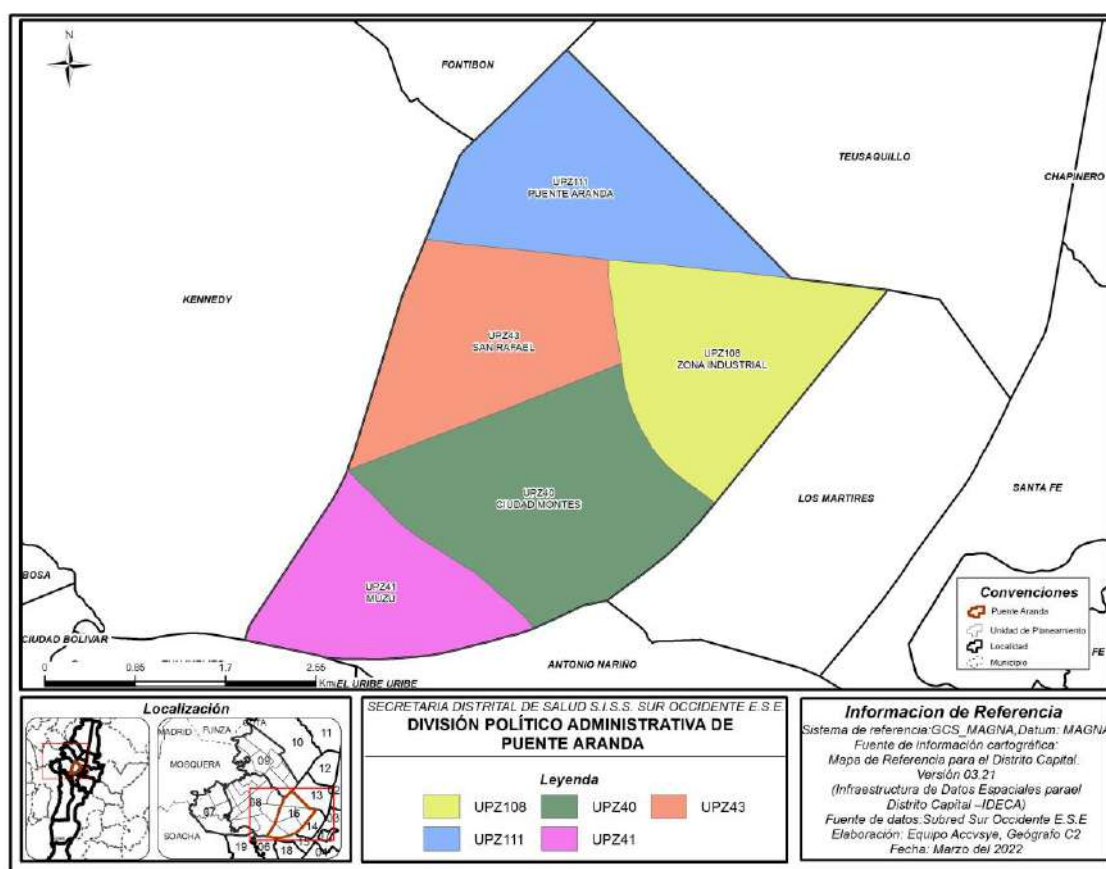 N
FONTIBON
TEUSAQUILLO
CHAPINERO
UPZ111
PUENTE ARANDA
KENNEDY
UPZ43
SAN RAFAEL
UPZ108
ZONA INDUSTRIAL
UPZ40
CIUDAD MONTES
LOS MARTIRES
SANTA FE
BOSA
UPZ41
MUZU
CIUDAD BOLIVAR
ANTONIO NARIÑO
FE
Convenciones
Puente Aranda
Unidad de Planeamiento
Localidad
Municipio
0 0.85 1.7 2.55
Km
EL URIBE URIBE
Localización
MADRID
FUNZA
MOSQUERA
SOACHA
11
10
09
12
08
07
13
16
14
19
06
18
15
SECRETARIA DISTRITAL DE SALUD S.I.S.S. SUR OCCIDENTE E.S.E.
DIVISIÓN POLÍTICO ADMINISTRATIVA DE
PUENTE ARANDA
Leyenda
UPZ108 UPZ40 UPZ43
UPZ111 UPZ41
Informacion de Referencia
Sistema de referencia:GCS_MAGNA,Datum: MAGNA
Fuente de información cartográfica:
Mapa de Referencia para el Distrito Capital.
Versión 03.21
(Infraestructura de Datos Espaciales parael
Distrito Capital –IDECA)
Fuente de datos:Subred Sur Occidente E.S.E
Elaboración: Equipo Accvsye, Geógrafo C2
Fecha: Marzo del 2022